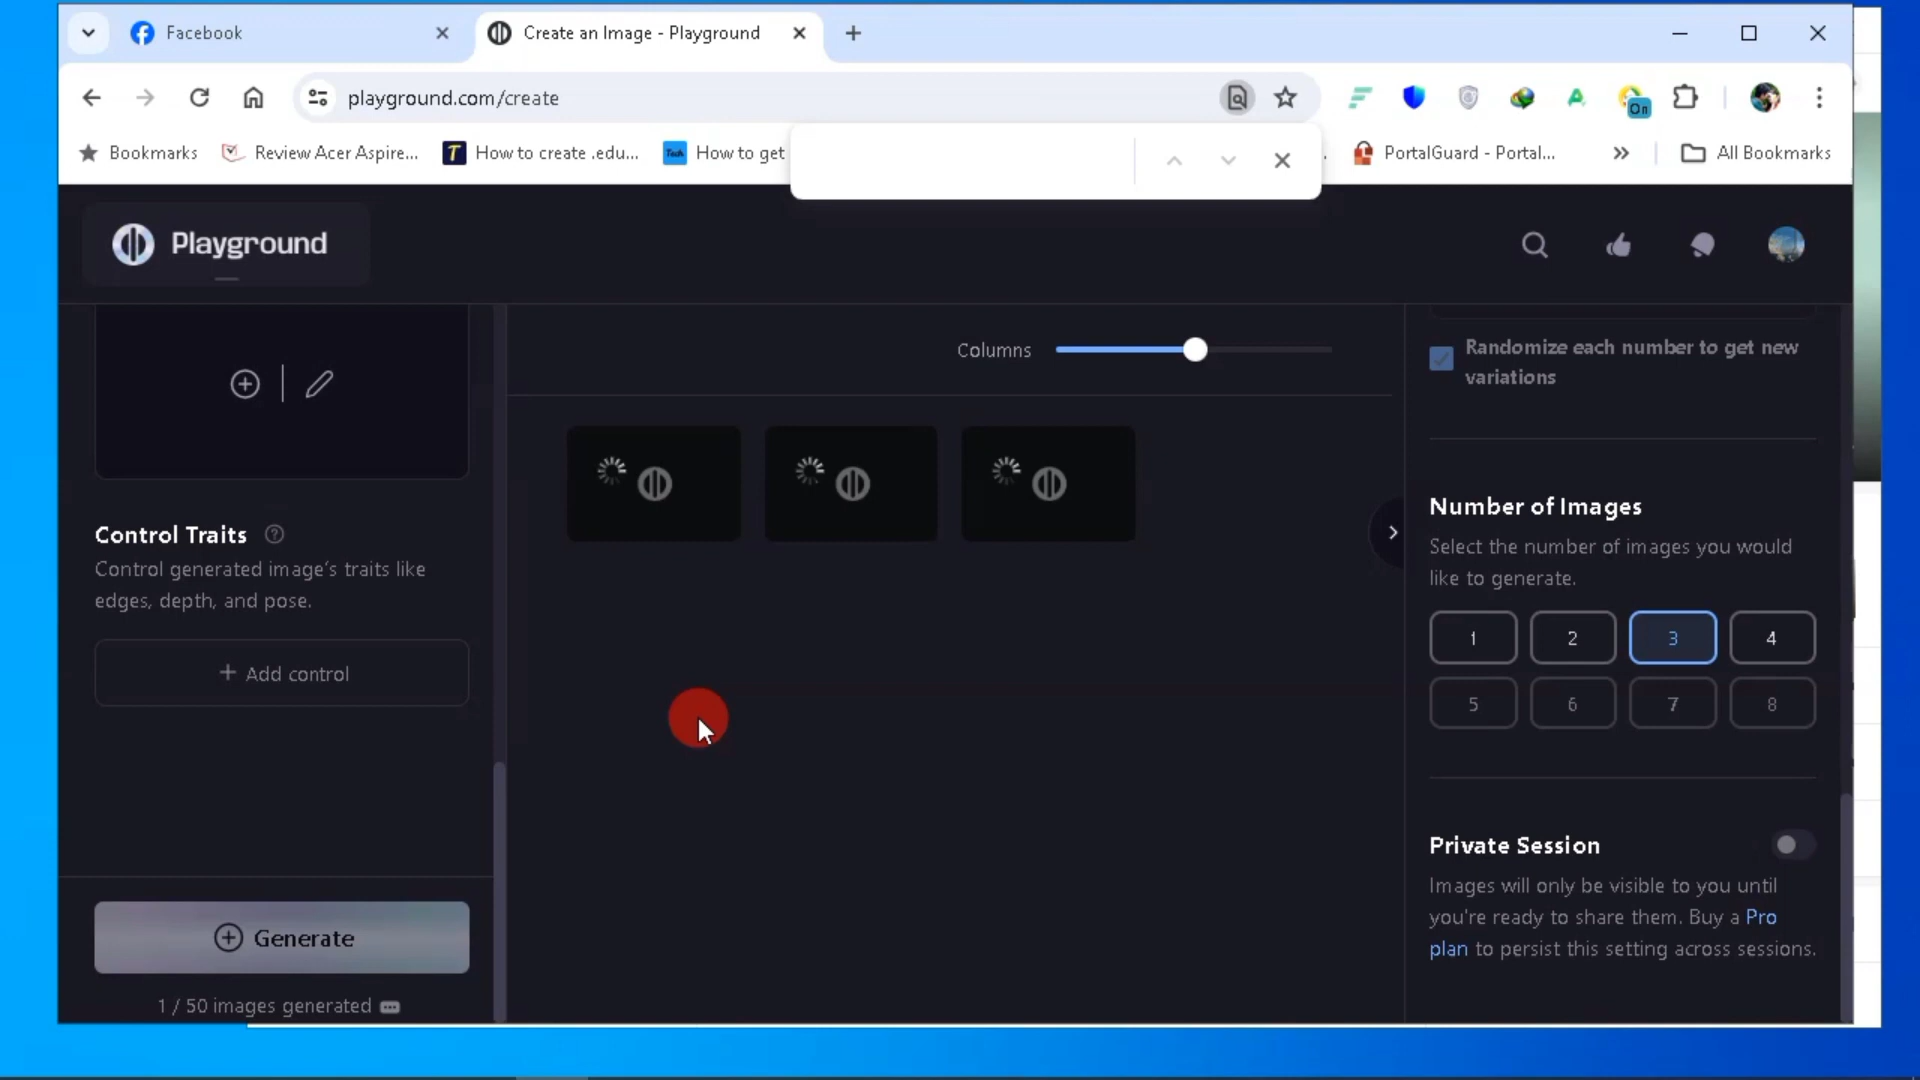 Facebook
Create an Image - Playground
playground.com/create
On
Bookmarks
Review Acer Aspire...
T
How to create .edu...
Tech
How to get
PortalGuard - Portal...
All Bookmarks
Playground
Columns
Randomize each number to get new
variations
Control Traits
Control generated image's traits like
edges, depth, and pose.
+ Add control
Number of Images
Select the number of images you would
like to generate.
1 2 3 4
5 6 7 8
Private Session
Images will only be visible to you until
you're ready to share them. Buy a Pro
plan to persist this setting across sessions.
Generate
1 / 50 images generated